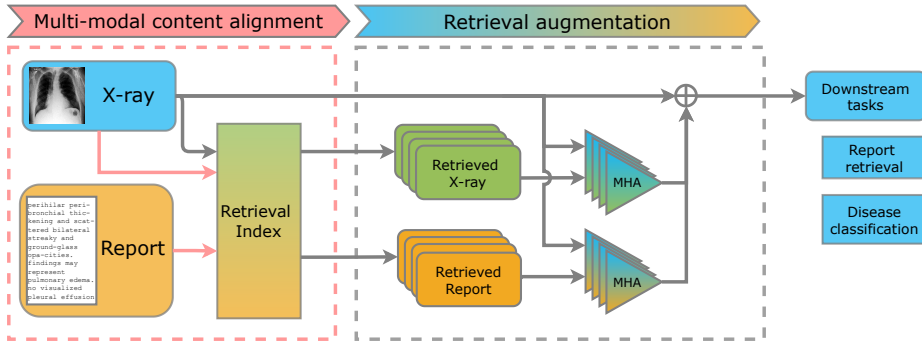 Multi-modal content alignment
Retrieval augmentation
X-ray
perihilar peri-
bronchial thic-
kening and scat-
tered bilateral
streaky and
ground-glass
opa-cities.
findings may
represent
pulmonary edema.
no visualized
pleural effusion
Report
Retrieval
Index
Retrieved
X-ray
Retrieved
Report
MHA
MHA
Downstream
tasks
Report
retrieval
Disease
classification